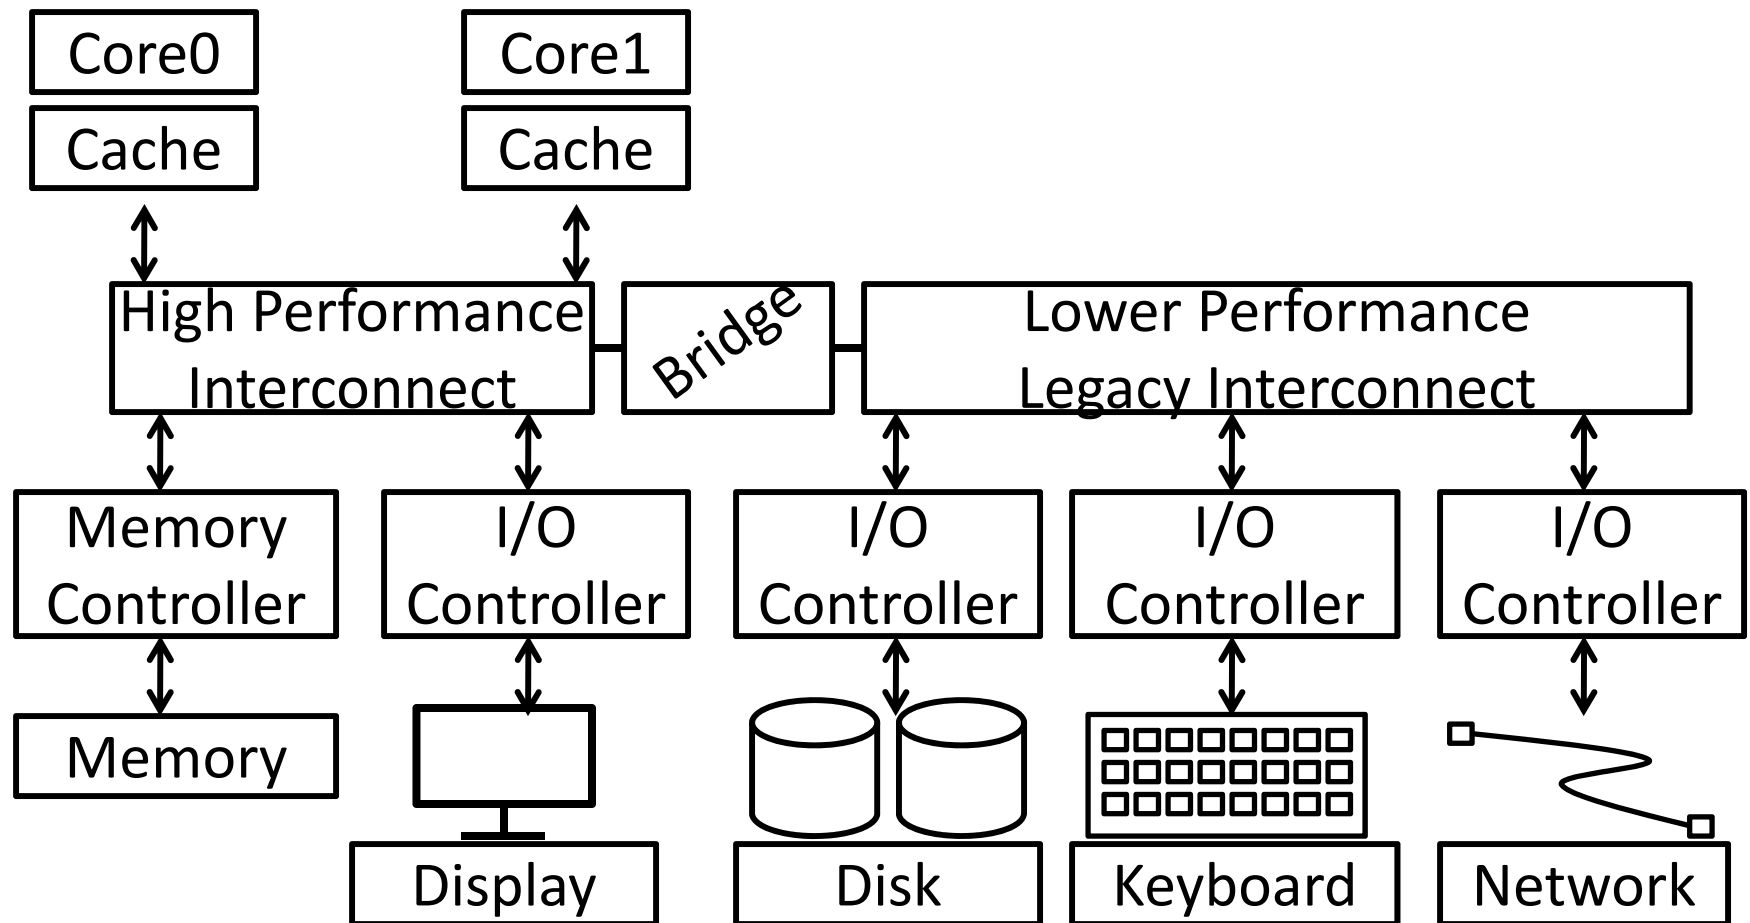 Core0
Core1
Cache
Cache
High Performance
Interconnect
Bridge
Lower Performance
Legacy Interconnect
Memory
Controller
I/O
Controller
I/O
Controller
I/O
Controller
I/O
Controller
Memory
Display
Disk
Keyboard
Network